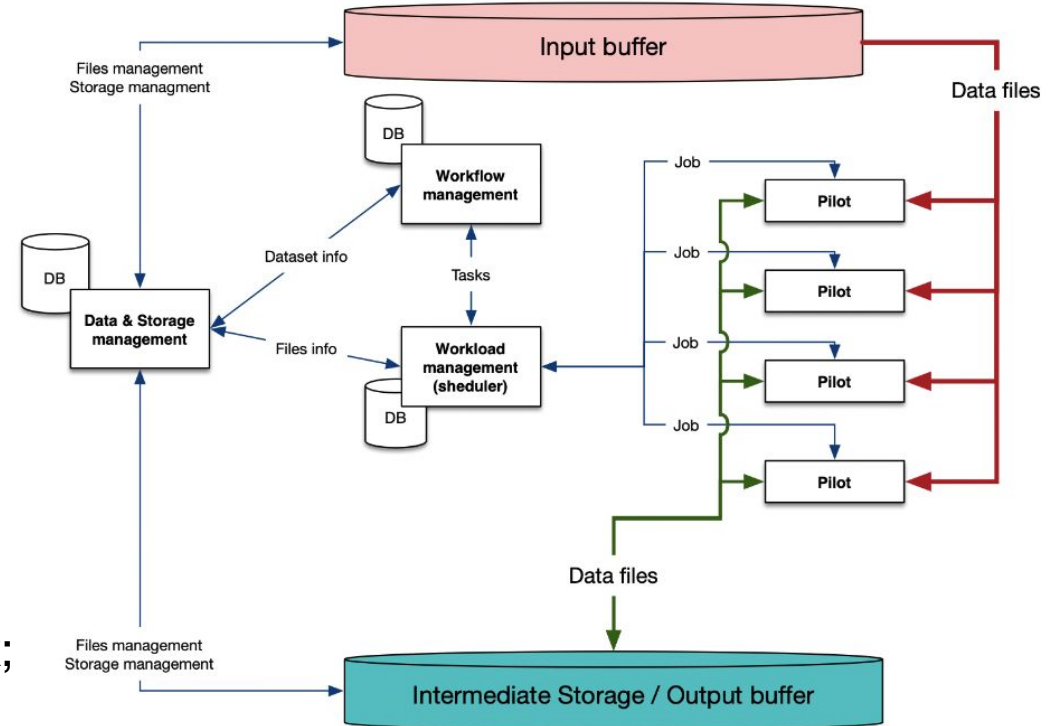 Input buffer
Files management
Storage managment
Data files
DB
Workflow
management
Job
Pilot
Dataset info
Job
Pilot
DB
Tasks
Data & Storage
management
Files info
Workload
management
(sheduler)
Job
Pilot
DB
Job
Pilot
Data files
;
Files management
Storage management
Intermediate Storage / Output buffer